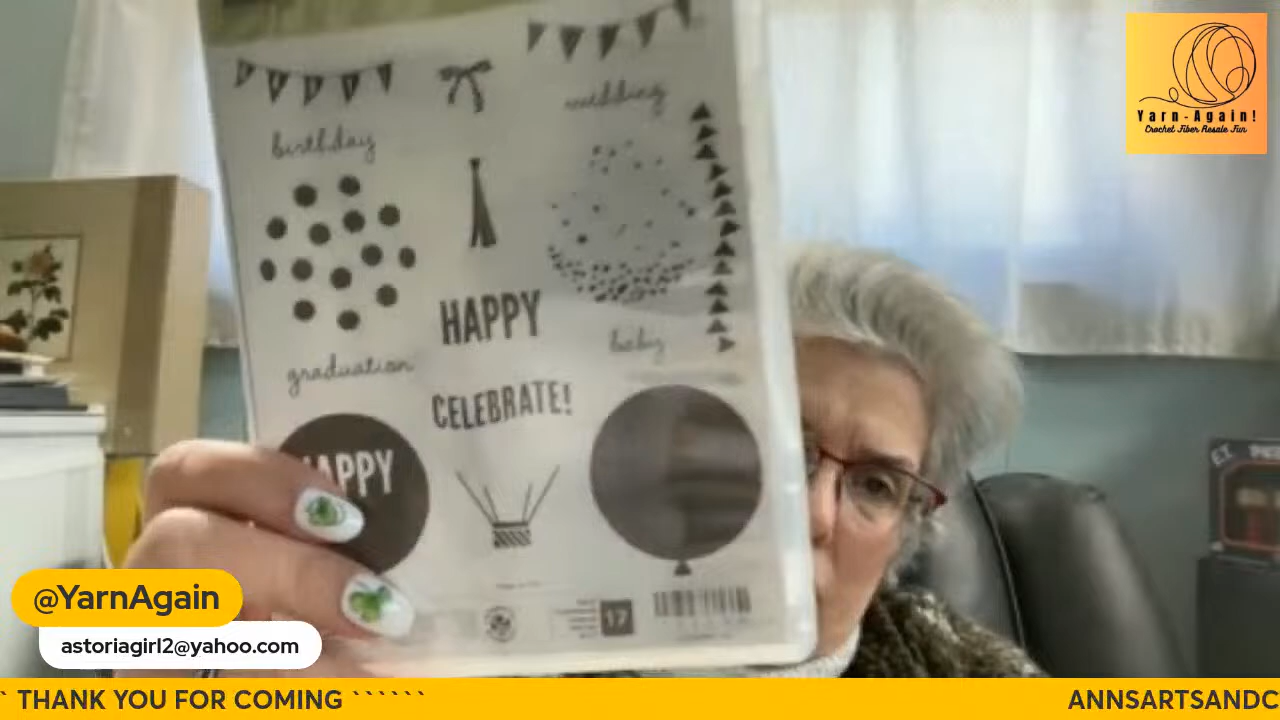 Yarn-Again!
Crochet Fiber Resale Fun
birthday
wedding
HAPPY
baby
graduation
CELEBRATE!
HAPPY
17
ET
@YarnAgain
astoriagirl2@yahoo.com
` THANK YOU FOR COMING ``````
ANNSARTSANDC